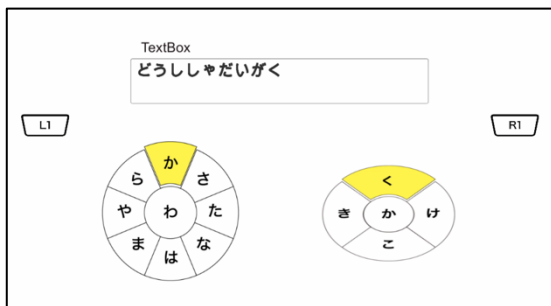 TextBox
どうししゃだいがく
L1
R1
か
ら
さ
や
わ
た
ま
な
は
く
き
か
け
こ